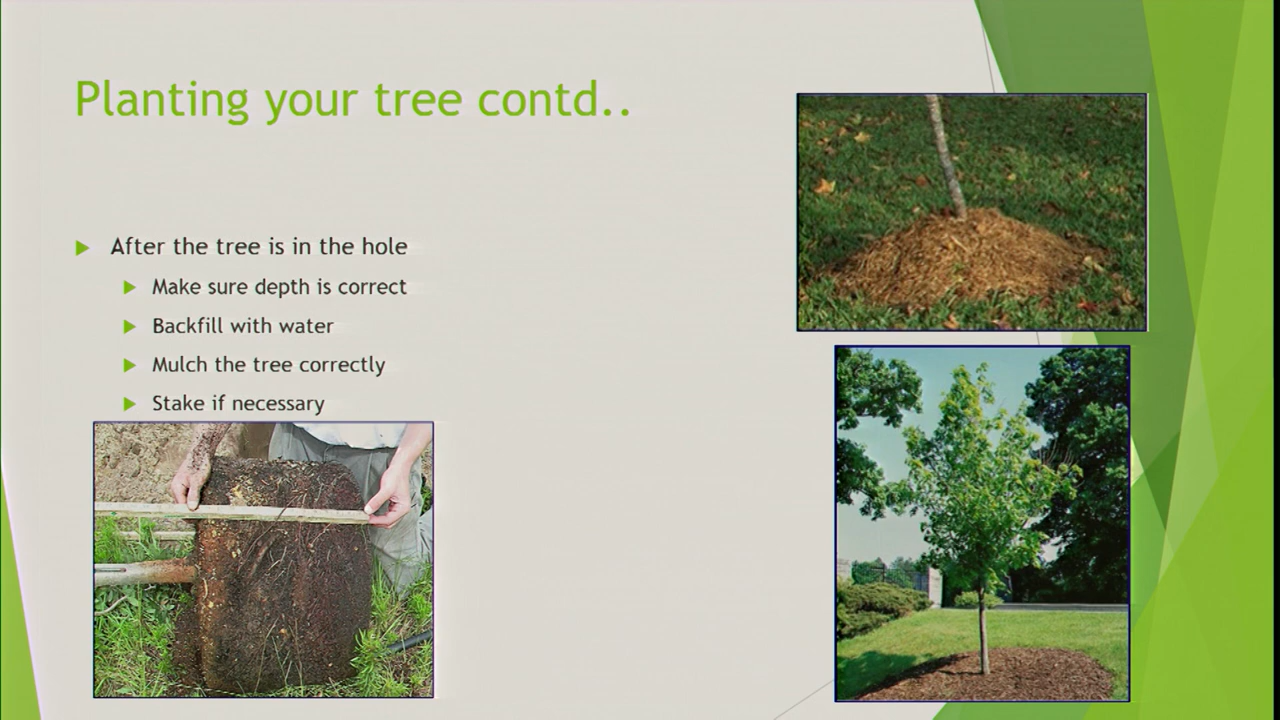 Planting your tree contd..
After the tree is in the hole
Make sure depth is correct
Backfill with water
Mulch the tree correctly
Stake if necessary